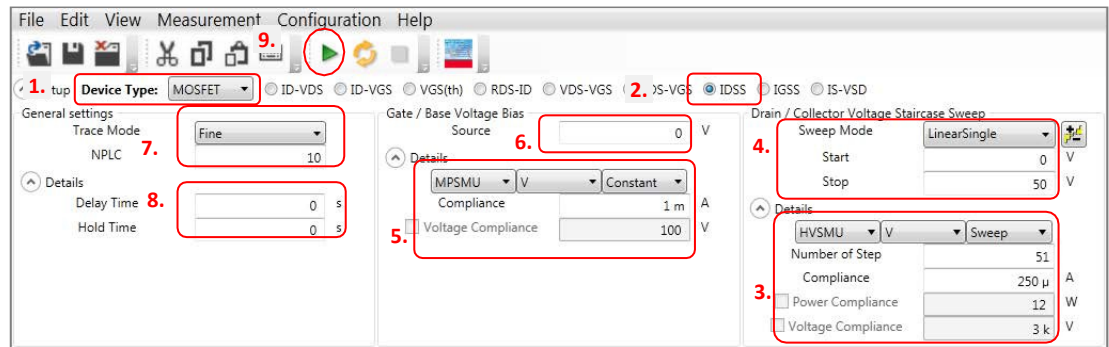 File Edit View Measurement Configuration Help
9.
1. tup Device Type: MOSFET ID-VDS ID-VGS VGS(th) RDS-ID VDS-VGS 2. DS-VGS IDSS IGSS IS-VSD
General settings
Trace Mode Fine
7.
NPLC 10
Details
Delay Time 8. 0 s
Hold Time 0 s
Gate / Base Voltage Bias
Source 6. 0 V
Details
MPSMU V Constant
Compliance 1 m A
5. Voltage Compliance 100 V
Drain / Collector Voltage Staircase Sweep
4. Sweep Mode LinearSingle
Start 0 V
Stop 50 V
Details
HVSMU V Sweep
Number of Step 51
Compliance 250 µ A
3. Power Compliance 12 W
Voltage Compliance 3 k V